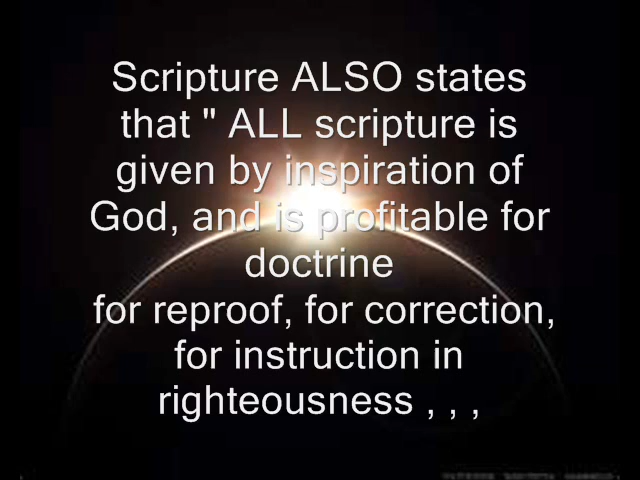 Scripture ALSO states
that " ALL scripture is
given by inspiration of
God, and is profitable for
doctrine
for reproof, for correction,
for instruction in
righteousness , , ,